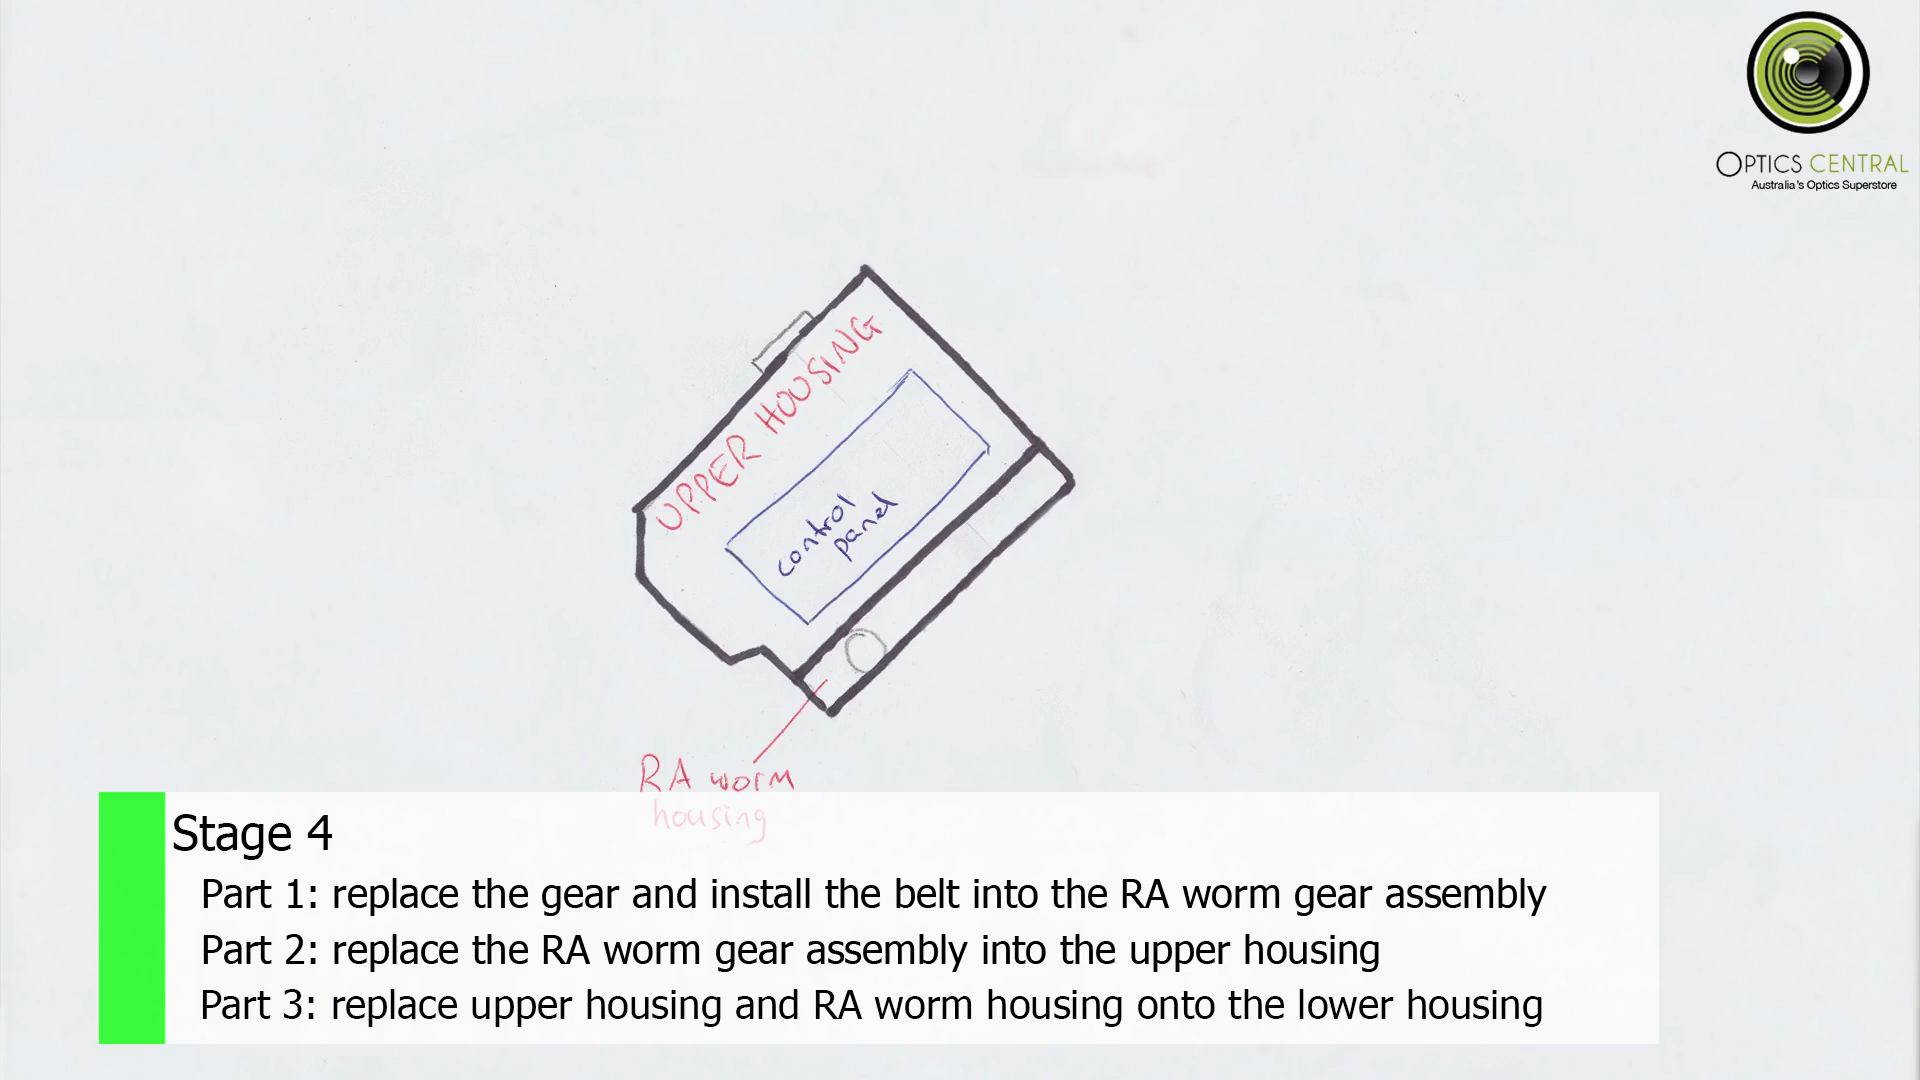 OPTICS CENTRAL
Australia's Optics Superstore
UPPER HOUSING
control
panel
RA worm
housing
Stage 4
Part 1: replace the gear and install the belt into the RA worm gear assembly
Part 2: replace the RA worm gear assembly into the upper housing
Part 3: replace upper housing and RA worm housing onto the lower housing